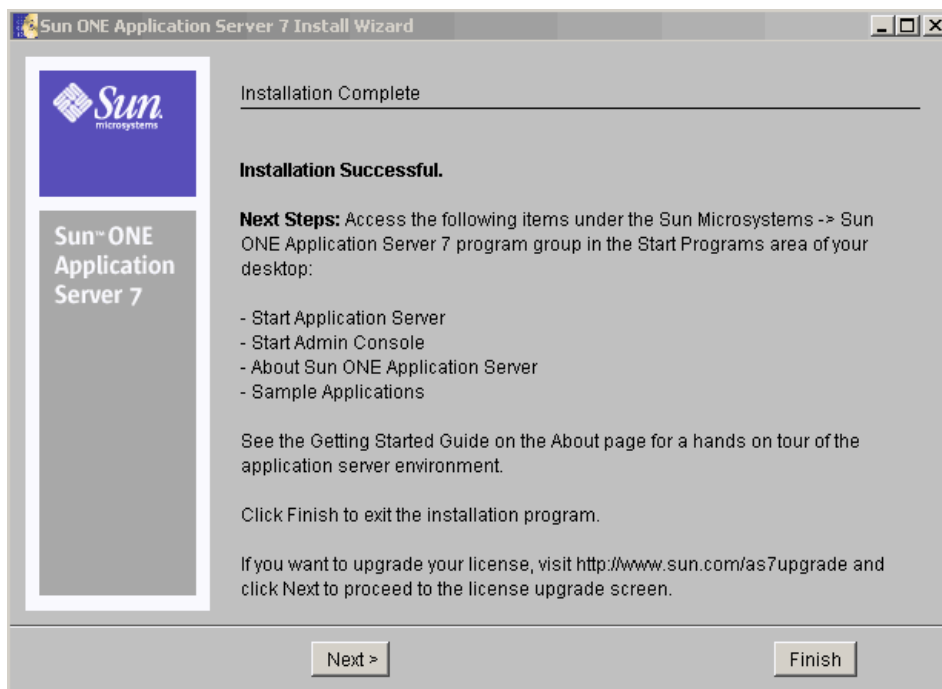 Sun ONE Application Server 7 Install Wizard
Sun
microsystems
Sun™ ONE
Application
Server 7
Installation Complete
Installation Successful.
Next Steps: Access the following items under the Sun Microsystems -> Sun
ONE Application Server 7 program group in the Start Programs area of your
desktop:
- Start Application Server
- Start Admin Console
- About Sun ONE Application Server
- Sample Applications
See the Getting Started Guide on the About page for a hands on tour of the
application server environment.
Click Finish to exit the installation program.
If you want to upgrade your license, visit http://www.sun.com/as7upgrade and
click Next to proceed to the license upgrade screen.
Next >
Finish